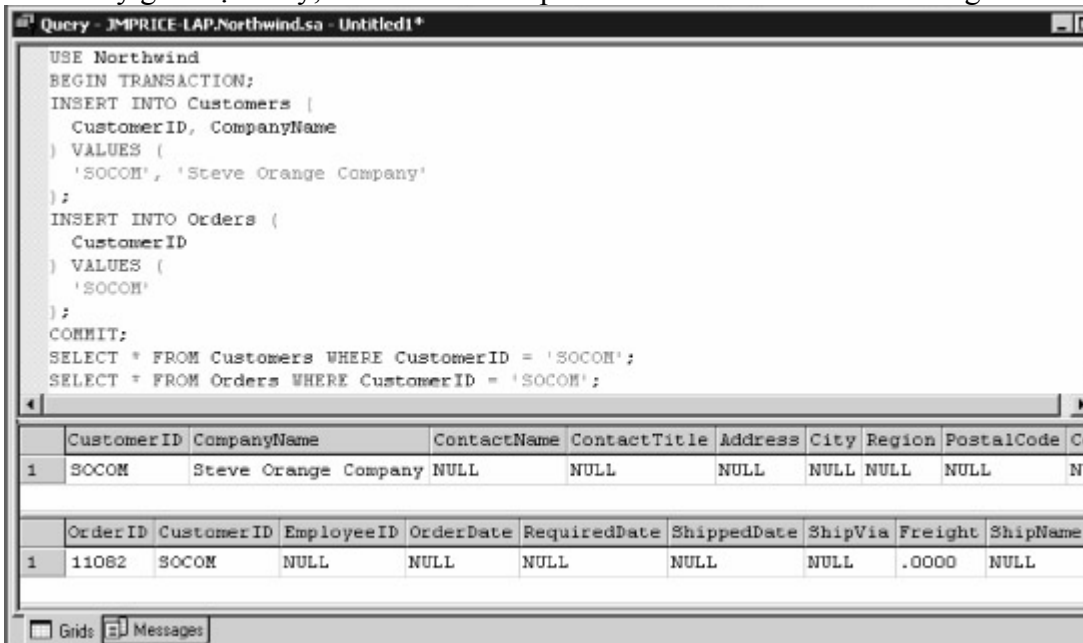 Query - JMPRICE-LAP.Northwind.sa - Untitled1*
USE Northwind
BEGIN TRANSACTION;
INSERT INTO Customers (
CustomerID, CompanyName
) VALUES (
'SOCOM', 'Steve Orange Company'
);
INSERT INTO Orders (
CustomerID
) VALUES (
'SOCOM'
);
COMMIT;
SELECT * FROM Customers WHERE CustomerID = 'SOCOM';
SELECT * FROM Orders WHERE CustomerID = 'SOCOM';
CustomerID CompanyName ContactName ContactTitle Address City Region PostalCode
1 SOCOM Steve Orange Company NULL NULL NULL NULL NULL NULL
OrderID CustomerID EmployeeID OrderDate RequiredDate ShippedDate ShipVia Freight ShipName
1 11082 SOCOM NULL NULL NULL NULL NULL .0000 NULL
Grids Messages